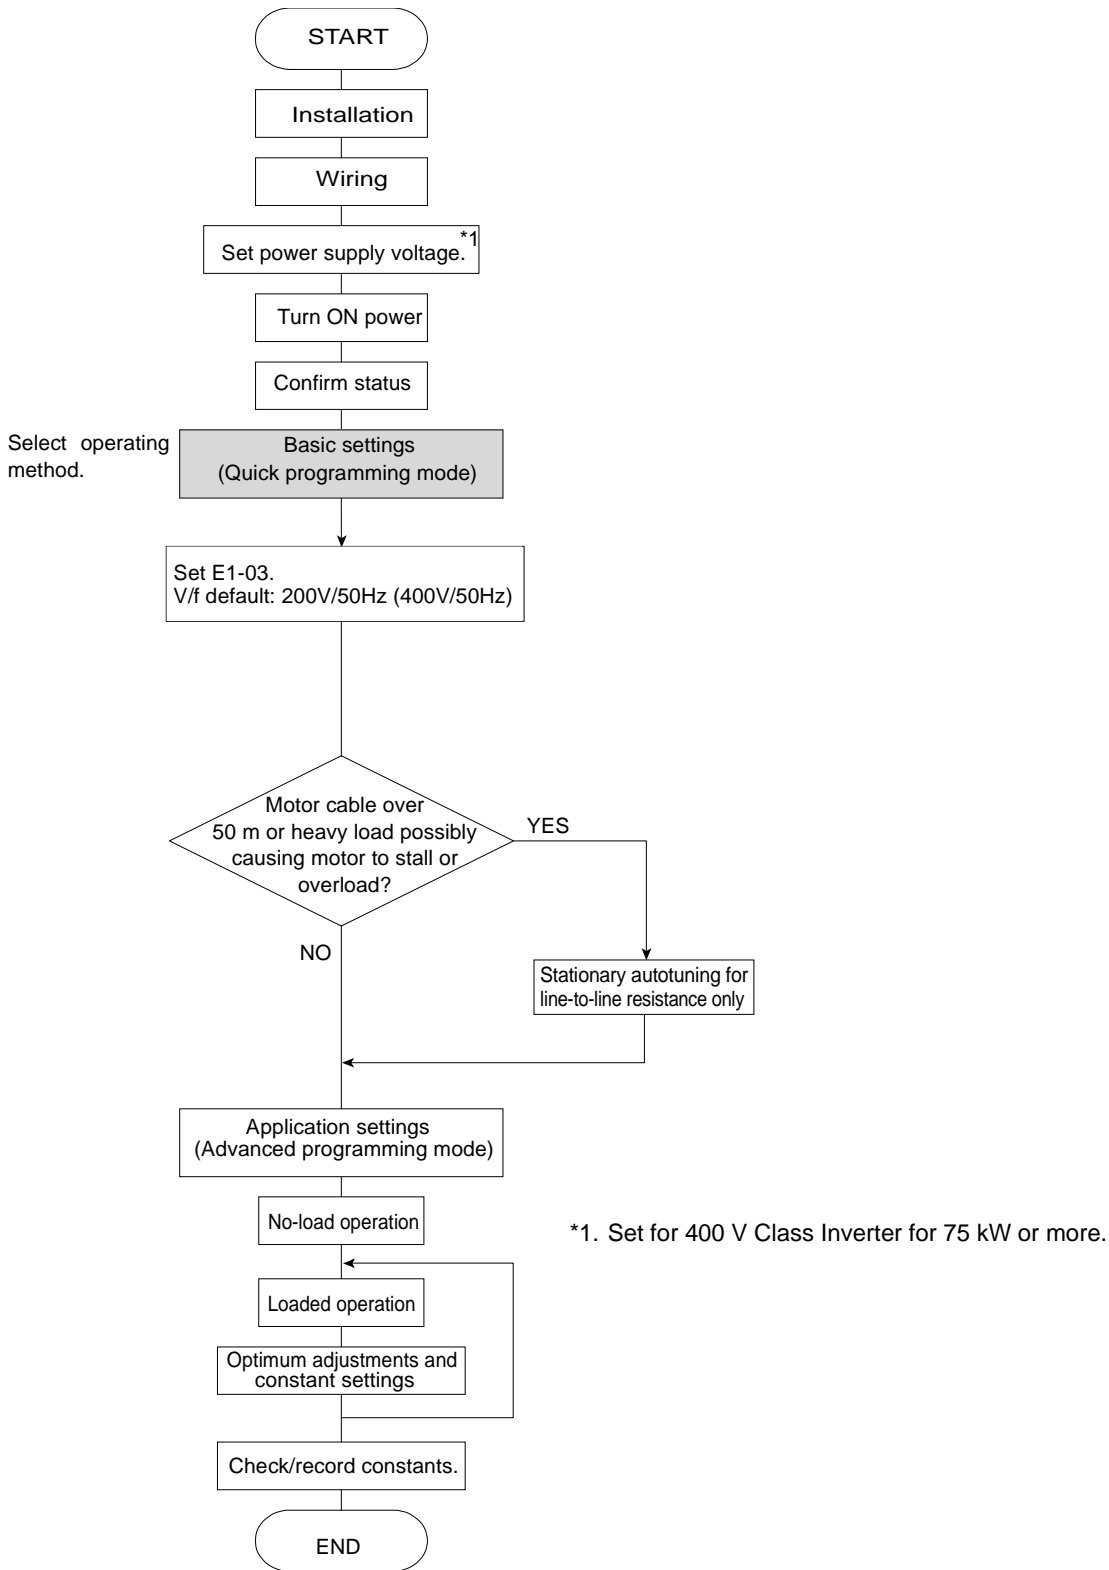 START
Installation
Wiring
Set power supply voltage.*1
Turn ON power
Confirm status
Select operating
method.
Basic settings
(Quick programming mode)
Set E1-03.
V/f default: 200V/50Hz (400V/50Hz)
Motor cable over
50 m or heavy load possibly
causing motor to stall or
overload?
YES
NO
Stationary autotuning for
line-to-line resistance only
Application settings
(Advanced programming mode)
No-load operation
*1. Set for 400 V Class Inverter for 75 kW or more.
Loaded operation
Optimum adjustments and
constant settings
Check/record constants.
END